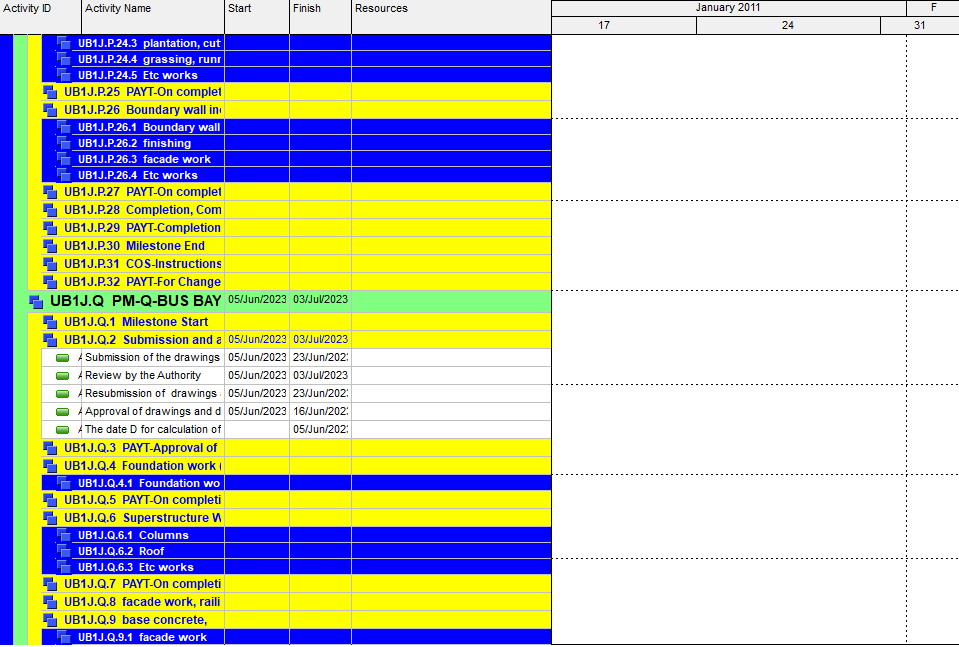 Activity ID Activity Name Start Finish Resources January 2011 F
17 24 31
UB1J.P.24.3 plantation, cut
UB1J.P.24.4 grassing, runn
UB1J.P.24.5 Etc works
UB1J.P.25 PAYT-On complet
UB1J.P.26 Boundary wall in
UB1J.P.26.1 Boundary wall
UB1J.P.26.2 finishing
UB1J.P.26.3 facade work
UB1J.P.26.4 Etc works
UB1J.P.27 PAYT-On complet
UB1J.P.28 Completion, Com
UB1J.P.29 PAYT-Completion
UB1J.P.30 Milestone End
UB1J.P.31 COS-Instructions
UB1J.P.32 PAYT-For Change
UB1J.Q PM-Q-BUS BAY 05/Jun/2023 03/Jul/2023
UB1J.Q.1 Milestone Start
UB1J.Q.2 Submission and a 05/Jun/2023 03/Jul/2023
A Submission of the drawings 05/Jun/2023 23/Jun/202
A Review by the Authority 05/Jun/2023 03/Jul/2023
A Resubmission of drawings 05/Jun/2023 23/Jun/202
A Approval of drawings and d 05/Jun/2023 16/Jun/202
A The date D for calculation of 05/Jun/202
UB1J.Q.3 PAYT-Approval of
UB1J.Q.4 Foundation work (
UB1J.Q.4.1 Foundation wo
UB1J.Q.5 PAYT-On completi
UB1J.Q.6 Superstructure W
UB1J.Q.6.1 Columns
UB1J.Q.6.2 Roof
UB1J.Q.6.3 Etc works
UB1J.Q.7 PAYT-On completi
UB1J.Q.8 facade work, raili
UB1J.Q.9 base concrete,
UB1J.Q.9.1 facade work